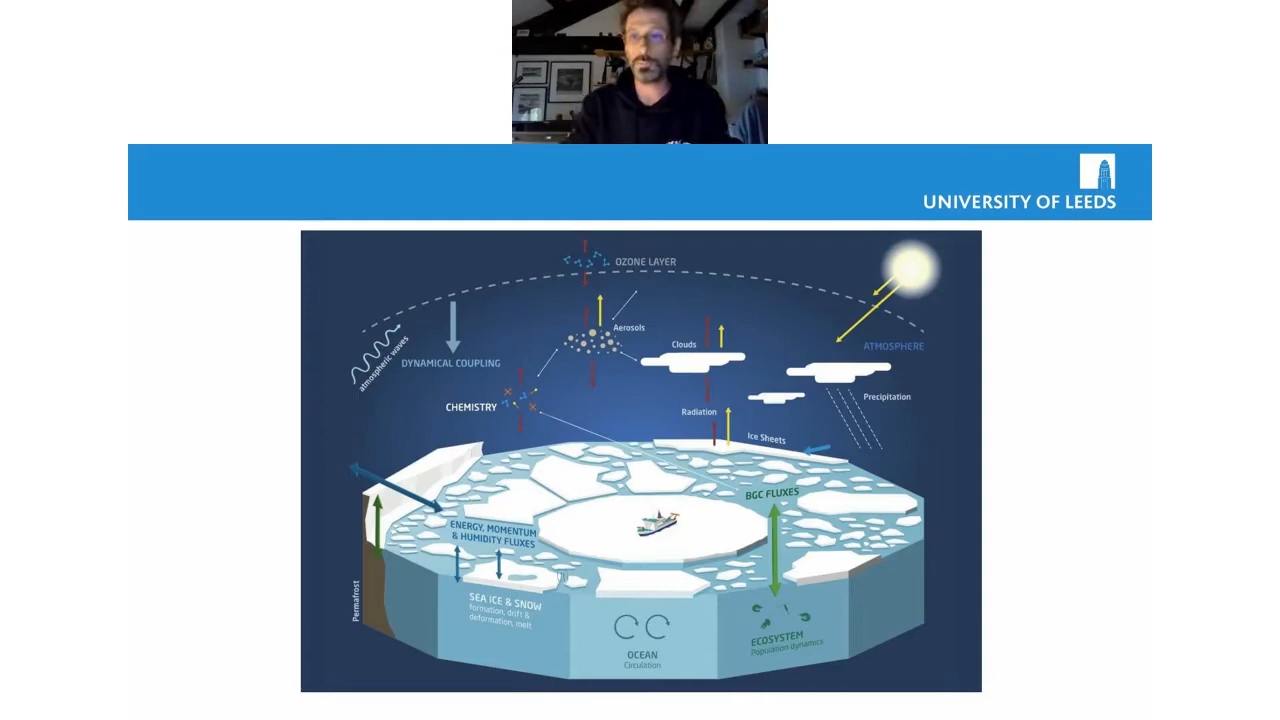 UNIVERSITY OF LEEDS
OZONE LAYER
Aerosols
Clouds
ATMOSPHERE
atmospheric waves
DYNAMICAL COUPLING
CHEMISTRY
Precipitation
Radiation
Ice Sheets
BGC FLUXES
ENERGY, MOMENTUM
& HUMIDITY FLUXES
Permafrost
SEA ICE & SNOW
formation, drift &
deformation, melt
OCEAN
Circulation
ECOSYSTEM
Population dynamics